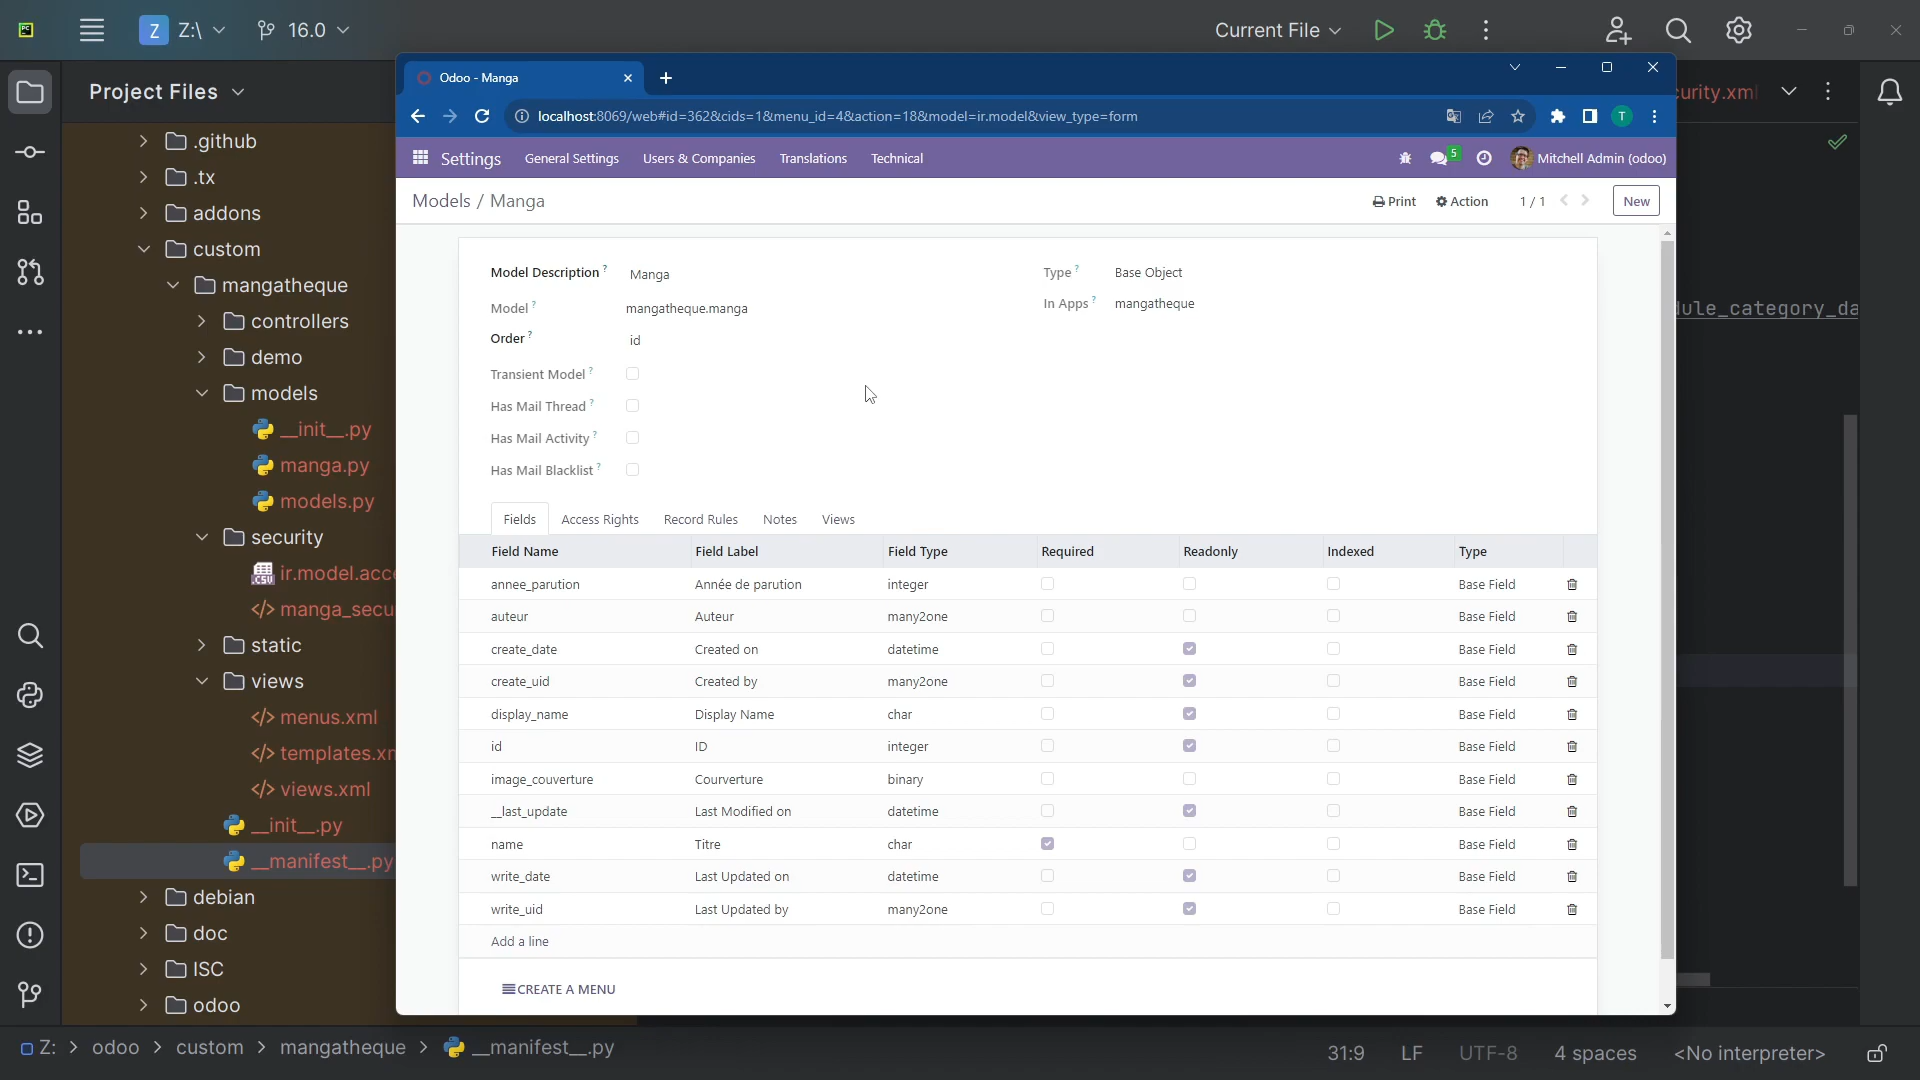 Z Z:\ 16.0 Current File
Project Files
.github
.tx
addons
custom
mangatheque
controllers
demo
models
__init__.py
manga.py
models.py
security
ir.model.acce
manga_secu
static
views
menus.xml
templates.xm
views.xml
__init__.py
__manifest__.py
debian
doc
ISC
odoo
Odoo - Manga
localhost:8069/web#id=362&cids=1&menu_id=4&action=18&model=ir.model&view_type=form
T
Settings General Settings Users & Companies Translations Technical 5 Mitchell Admin (odoo)
Models / Manga Print Action 1 / 1 New
Model Description ? Manga
Type ? Base Object
Model ? mangatheque.manga
In Apps ? mangatheque
Order ? id
Transient Model ?
Has Mail Thread ?
Has Mail Activity ?
Has Mail Blacklist ?
Fields Access Rights Record Rules Notes Views
Field Name Field Label Field Type Required Readonly Indexed Type
annee_parution Année de parution integer Base Field
auteur Auteur many2one Base Field
create_date Created on datetime Base Field
create_uid Created by many2one Base Field
display_name Display Name char Base Field
id ID integer Base Field
image_couverture Courverture binary Base Field
__last_update Last Modified on datetime Base Field
name Titre char Base Field
write_date Last Updated on datetime Base Field
write_uid Last Updated by many2one Base Field
Add a line
CREATE A MENU
curity.xml
dule_category_da
Z: > odoo > custom > mangatheque > __manifest__.py 31:9 LF UTF-8 4 spaces <No interpreter>